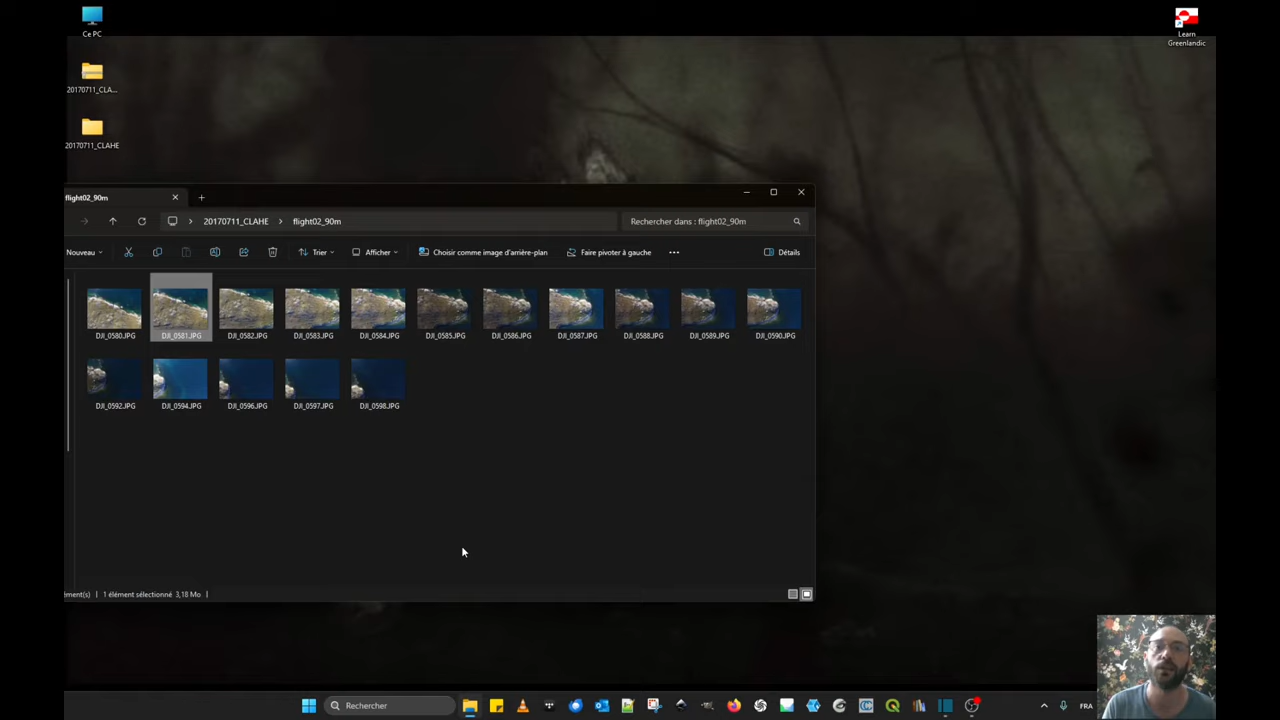 Ce PC
Learn
Greenlandic
20170711_CLA...
20170711_CLAHE
flight02_90m
20170711_CLAHE
flight02_90m
Rechercher dans : flight02_90m
Nouveau
Trier
Afficher
Choisir comme image d'arrière-plan
Faire pivoter à gauche
Détails
DJI_0580.JPG
DJI_0581.JPG
DJI_0582.JPG
DJI_0583.JPG
DJI_0584.JPG
DJI_0585.JPG
DJI_0586.JPG
DJI_0587.JPG
DJI_0588.JPG
DJI_0589.JPG
DJI_0590.JPG
DJI_0592.JPG
DJI_0594.JPG
DJI_0596.JPG
DJI_0597.JPG
DJI_0598.JPG
ément(s)
1 élément sélectionné 3,18 Mo
Rechercher
FRA